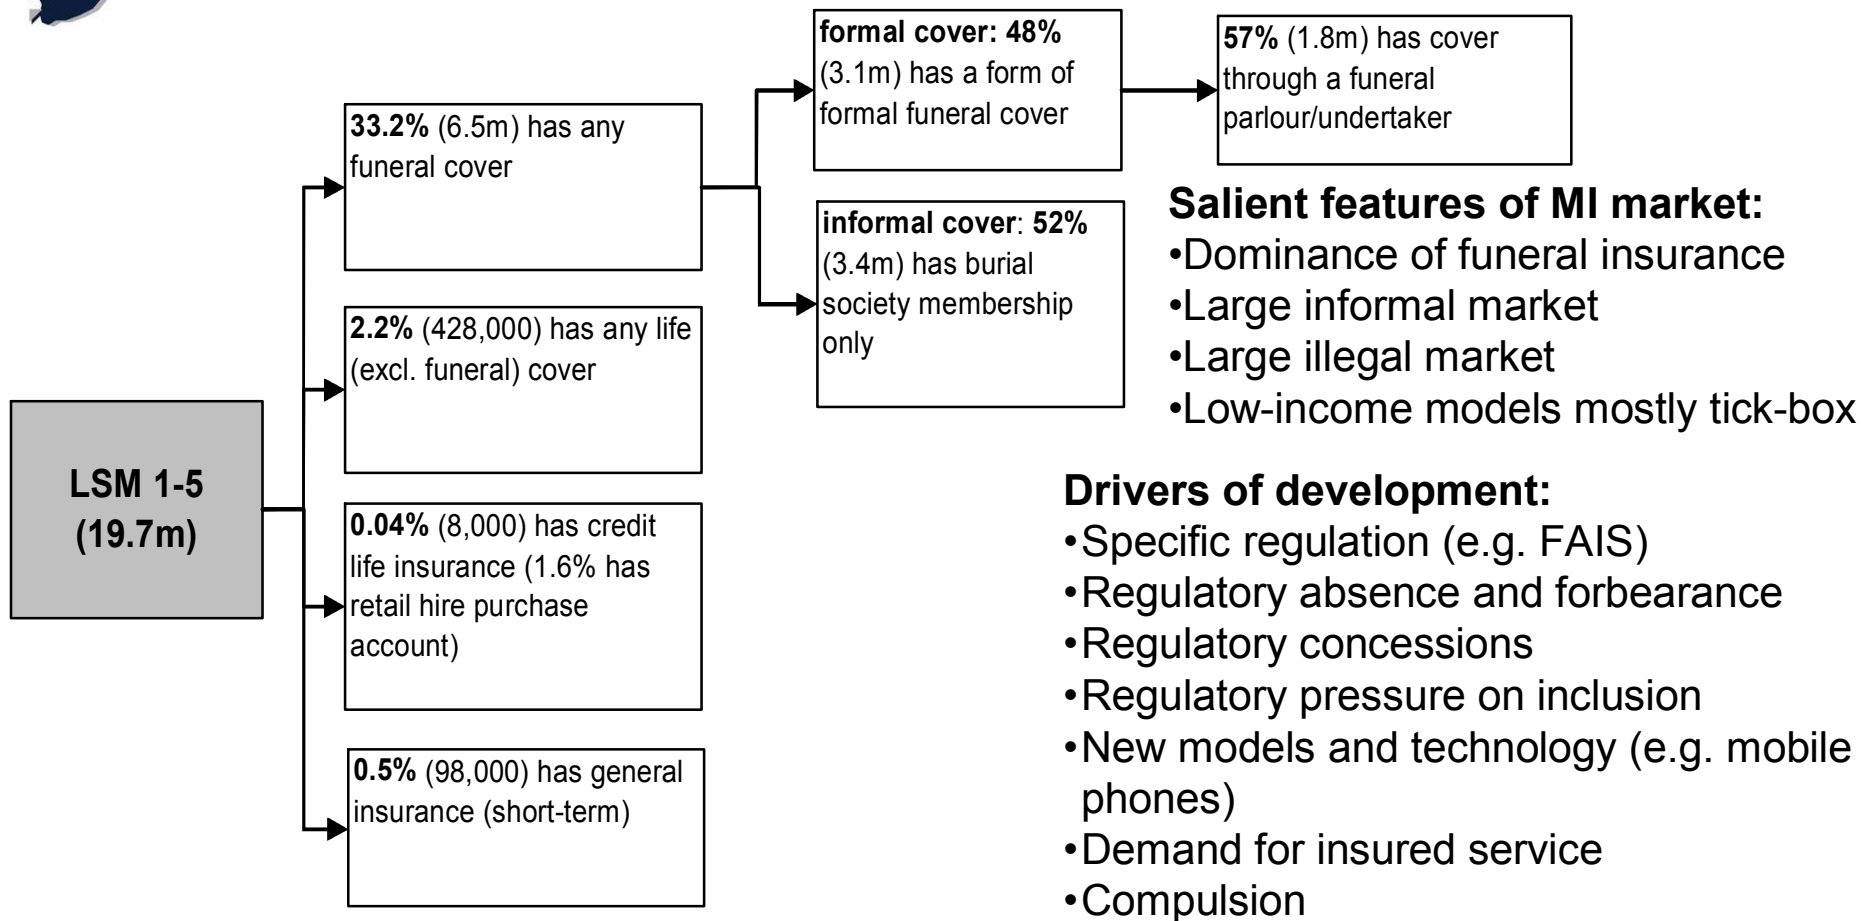 LSM 1-5
(19.7m)
33.2% (6.5m) has any
funeral cover
2.2% (428,000) has any life
(excl. funeral) cover
0.04% (8,000) has credit
life insurance (1.6% has
retail hire purchase
account)
0.5% (98,000) has general
insurance (short-term)
formal cover: 48%
(3.1m) has a form of
formal funeral cover
informal cover: 52%
(3.4m) has burial
society membership
only
57% (1.8m) has cover
through a funeral
parlour/undertaker
Salient features of MI market:
•Dominance of funeral insurance
•Large informal market
•Large illegal market
•Low-income models mostly tick-box
Drivers of development:
•Specific regulation (e.g. FAIS)
•Regulatory absence and forbearance
•Regulatory concessions
•Regulatory pressure on inclusion
•New models and technology (e.g. mobile
phones)
•Demand for insured service
•Compulsion